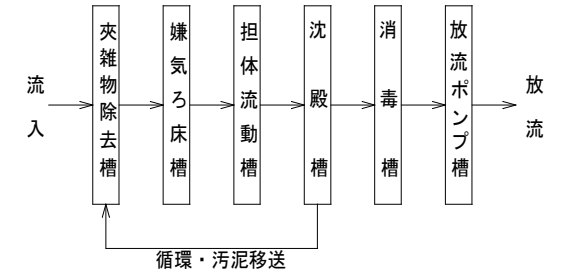 流入
夾雑物除去槽
嫌気ろ床槽
担体流動槽
沈殿槽
消毒槽
放流ポンプ槽
放流
循環・汚泥移送